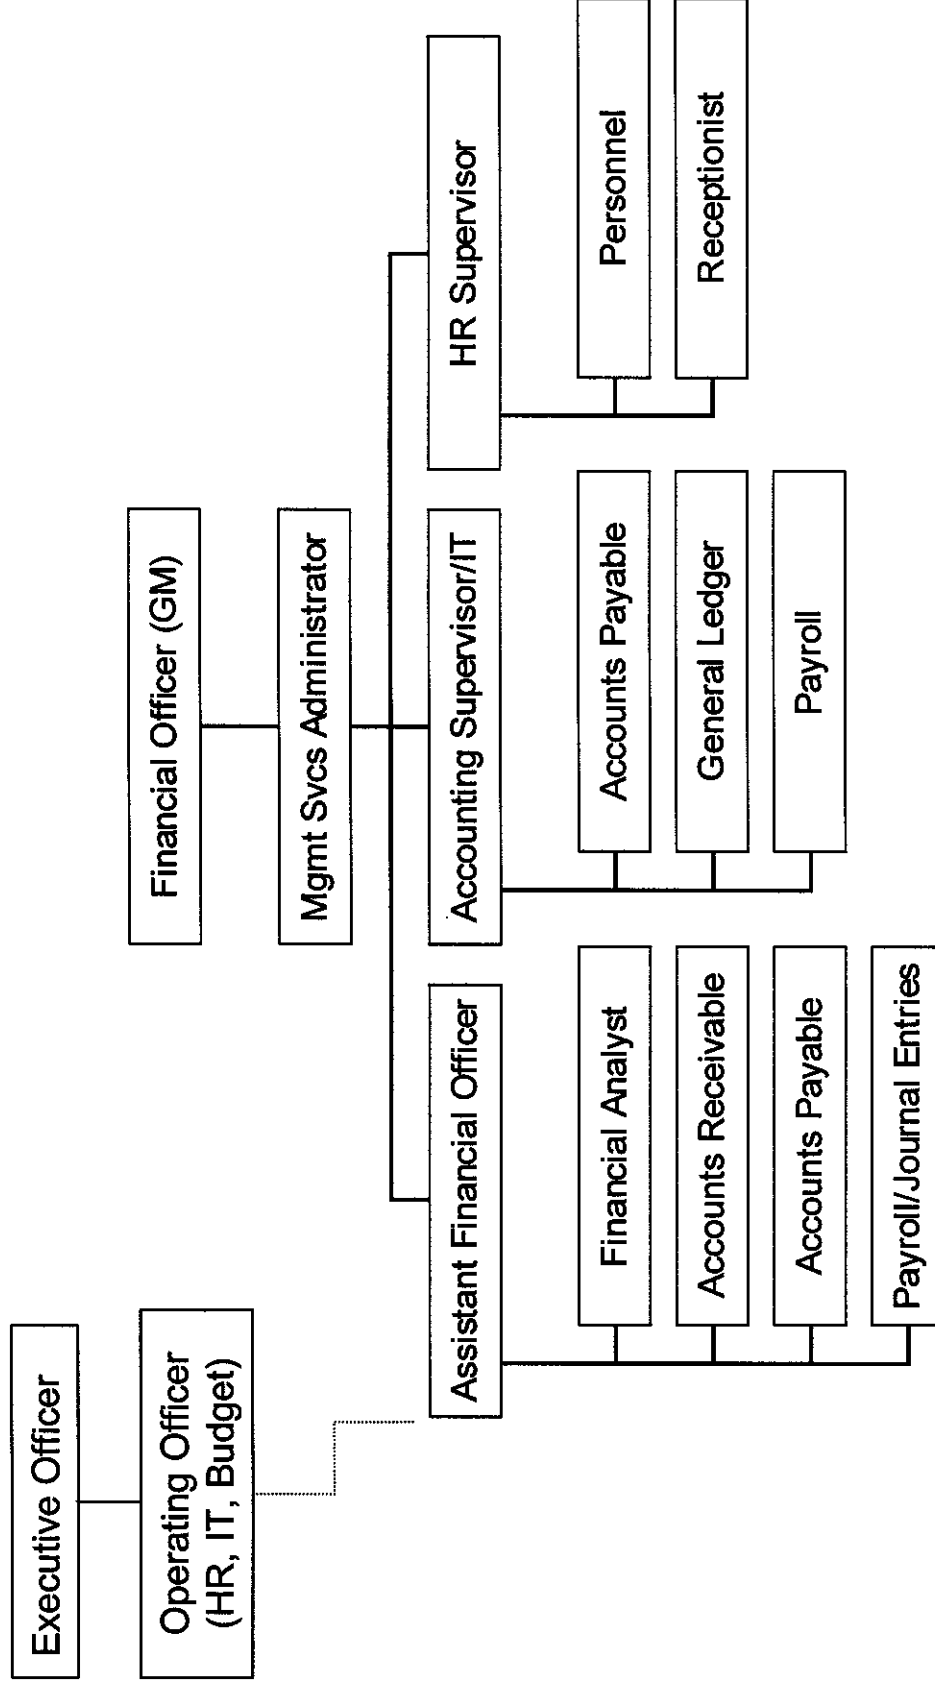 Executive Officer
Operating Officer
(HR, IT, Budget)
Financial Officer (GM)
Mgmt Svcs Administrator
Assistant Financial Officer
Financial Analyst
Accounts Receivable
Accounts Payable
Payroll/Journal Entries
Accounting Supervisor/IT
Accounts Payable
General Ledger
Payroll
HR Supervisor
Personnel
Receptionist